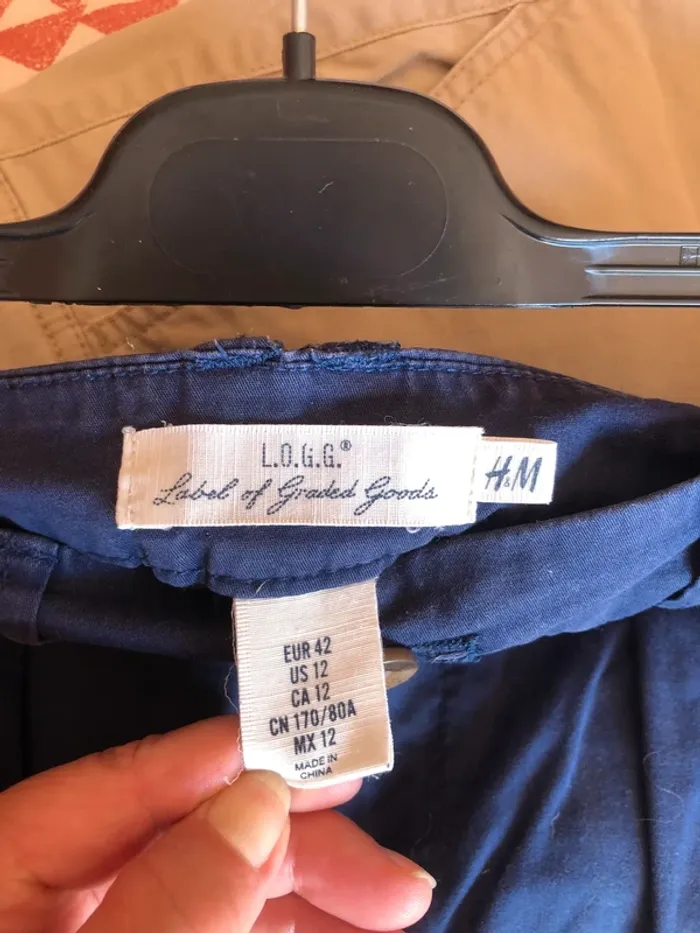 L.O.G.G.®
Label of Graded Goods
H&M
EUR 42
US 12
CA 12
CN 170/80A
MX 12
MADE IN
CHINA